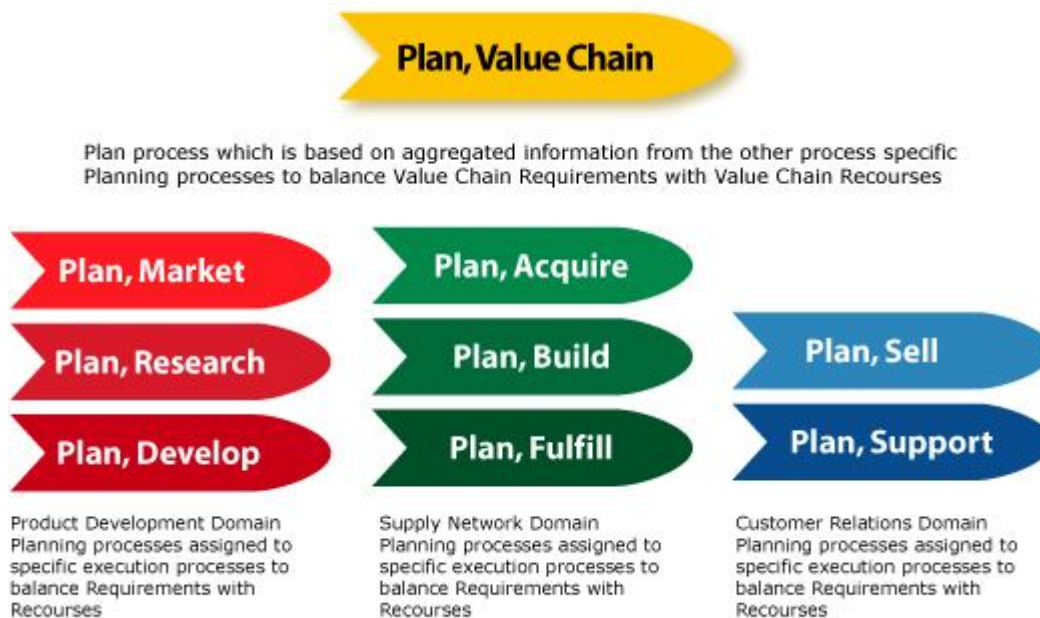 Plan, Value Chain
Plan process which is based on aggregated information from the other process specific
Planning processes to balance Value Chain Requirements with Value Chain Recourses
Plan, Market
Plan, Research
Plan, Develop
Product Development Domain
Planning processes assigned to
specific execution processes to
balance Requirements with
Recourses
Plan, Acquire
Plan, Build
Plan, Fulfill
Supply Network Domain
Planning processes assigned to
specific execution processes to
balance Requirements with
Recourses
Plan, Sell
Plan, Support
Customer Relations Domain
Planning processes assigned to
specific execution processes to
balance Requirements with
Recourses